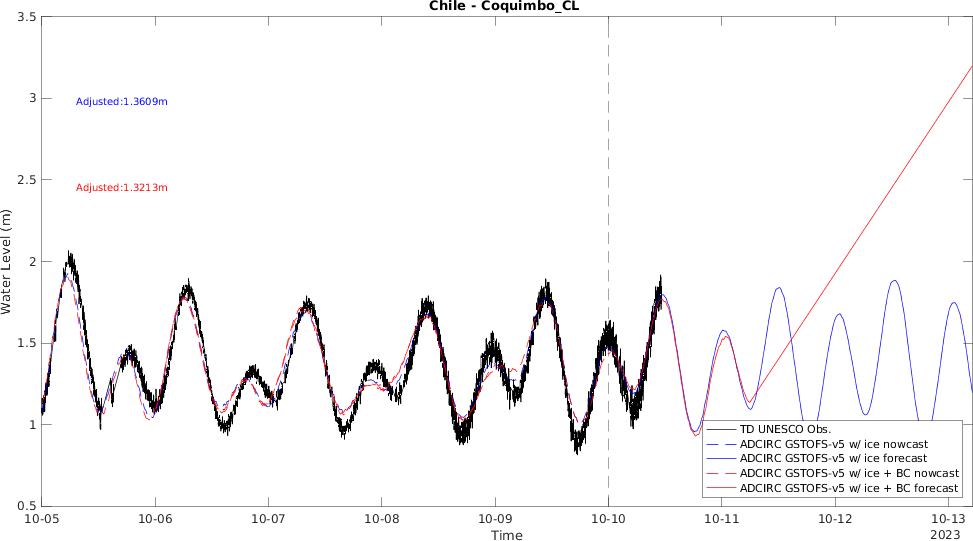 Chile - Coquimbo_CL
3.5
3
2.5
2
1.5
1
0.5
Water Level (m)
Adjusted:1.3609m
Adjusted:1.3213m
TD UNESCO Obs.
ADCIRC GSTOFS-v5 w/ ice nowcast
ADCIRC GSTOFS-v5 w/ ice forecast
ADCIRC GSTOFS-v5 w/ ice + BC nowcast
ADCIRC GSTOFS-v5 w/ ice + BC forecast
10-05 10-06 10-07 10-08 10-09 10-10 10-11 10-12 10-13
2023
Time